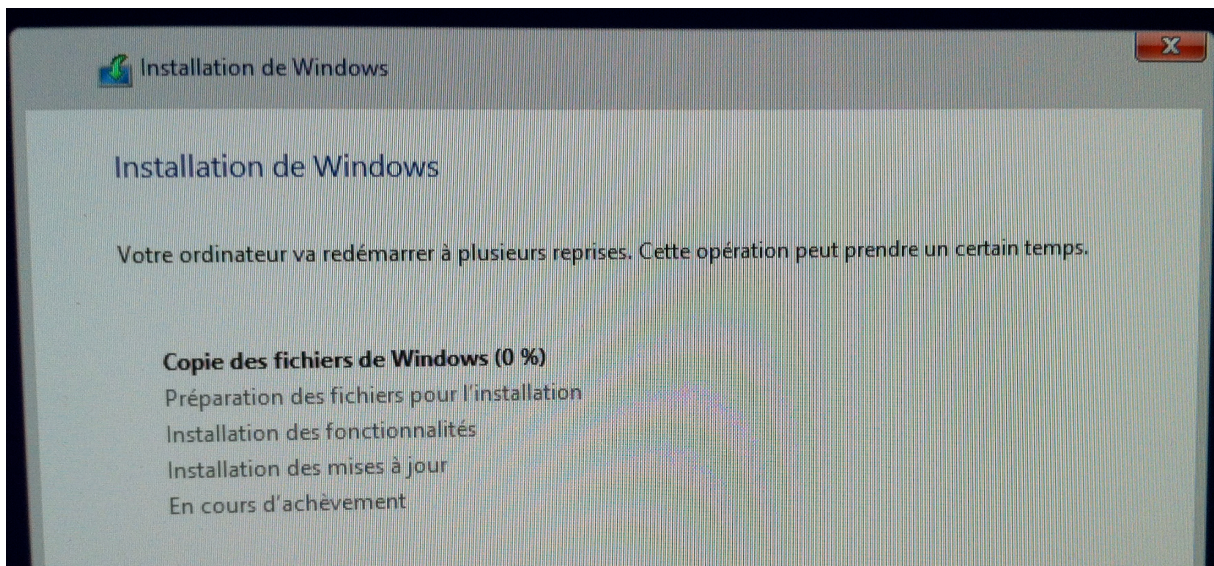 Installation de Windows
Installation de Windows
Votre ordinateur va redémarrer à plusieurs reprises. Cette opération peut prendre un certain temps.
Copie des fichiers de Windows (0 %)
Préparation des fichiers pour l'installation
Installation des fonctionnalités
Installation des mises à jour
En cours d'achèvement